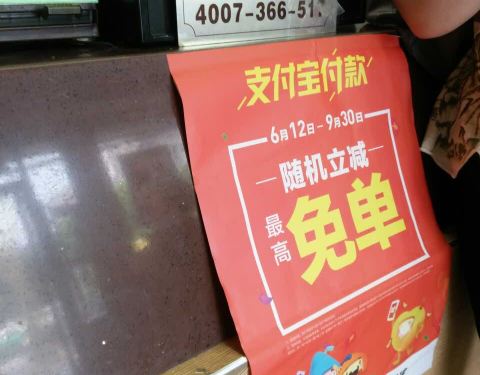 4007-366-51
支付宝付款
6月12日-9月30日
随机立减
最高
免单